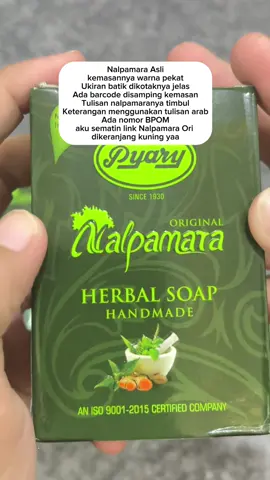 Nalpamara Asli
kemasannya warna pekat
Ukiran batik dikotaknya jelas
Ada barcode disamping kemasan
Tulisan nalpamaranya timbul
Keterangan menggunakan tulisan arab
Ada nomor BPOM
aku sematin link Nalpamara Ori
dikeranjang kuning yaa
Pyary
SINCE 1930
ORIGINAL
Nalpamara
HERBAL SOAP
HANDMADE
AN ISO 9001-2015 CERTIFIED COMPANY